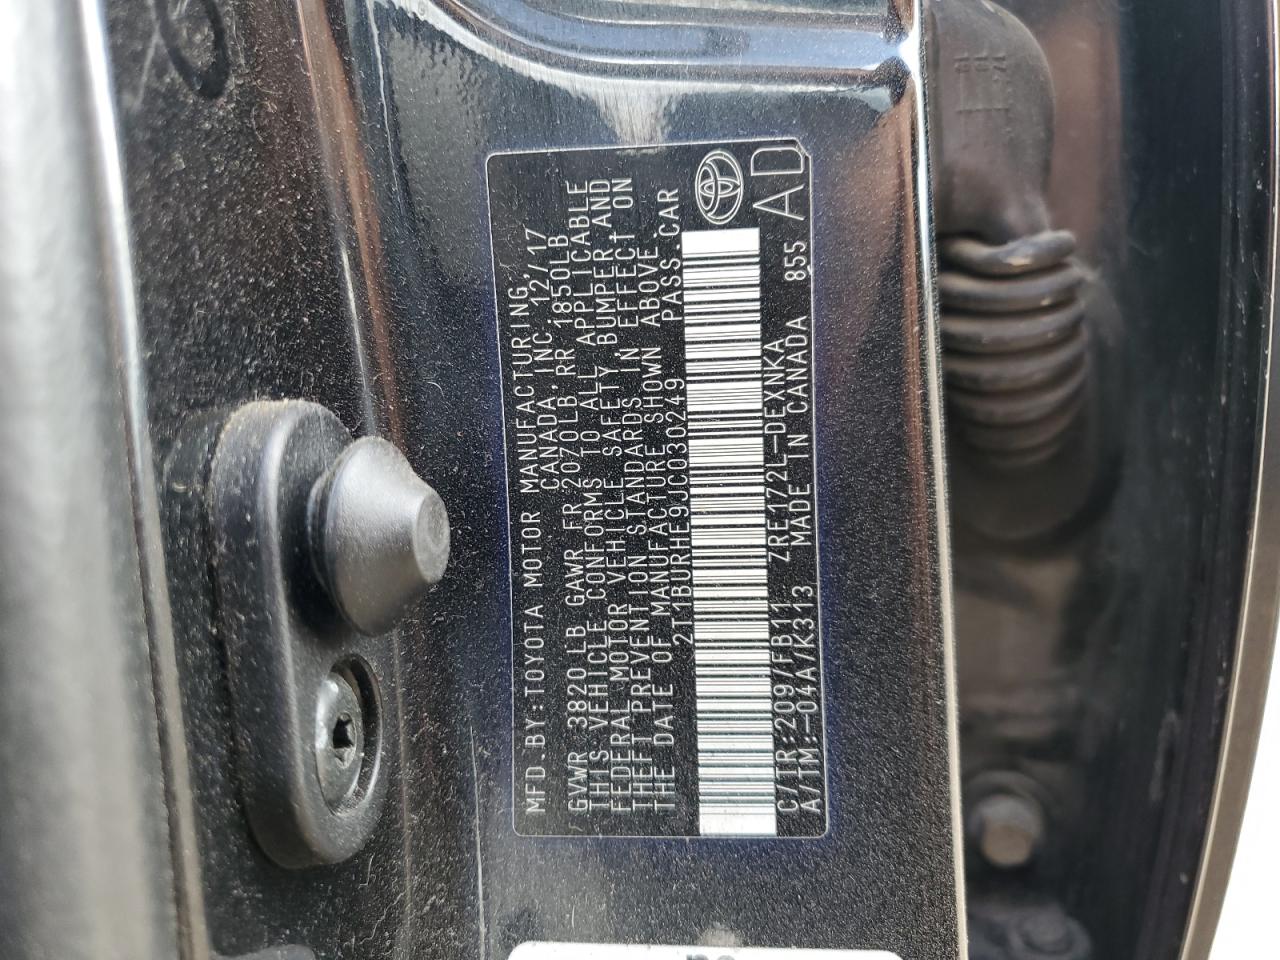 MFD.BY:TOYOTA MOTOR MANUFACTURING,
CANADA,INC. 12/17
GVWR 3820 LB GAWR FR 2070LB,RR 1850LB
THIS VEHICLE CONFORMS TO ALL APPLICABLE
FEDERAL MOTOR VEHICLE SAFETY,BUMPER,AND
THEFT PREVENTION STANDARDS IN EFFECT ON
THE DATE OF MANUFACTURE SHOWN ABOVE.
2T1BURHE9JC030249 PASS.CAR
C/TR:209/FB11 ZRE172L-DEXNKA
A/TM:-04A/K313 MADE IN CANADA 855
AD